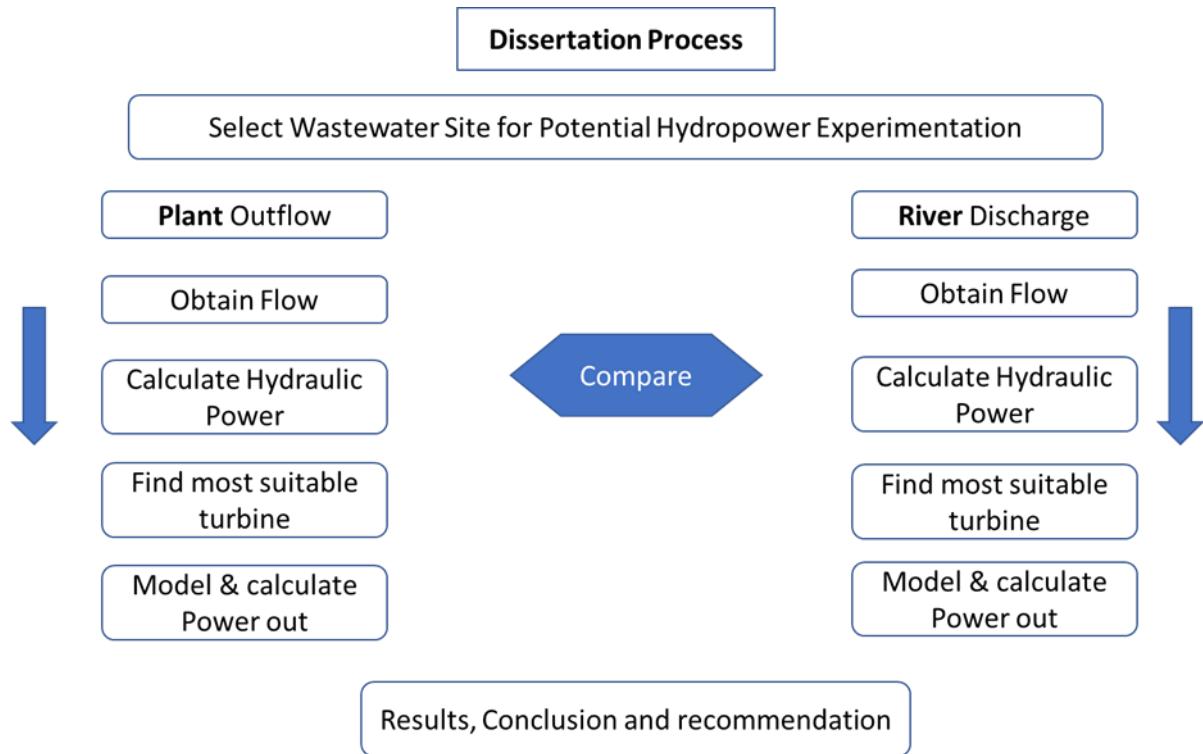 Dissertation Process
Select Wastewater Site for Potential Hydropower Experimentation
Plant Outflow
Obtain Flow
Calculate Hydraulic
Power
Find most suitable
turbine
Model & calculate
Power out
Compare
River Discharge
Obtain Flow
Calculate Hydraulic
Power
Find most suitable
turbine
Model & calculate
Power out
Results, Conclusion and recommendation